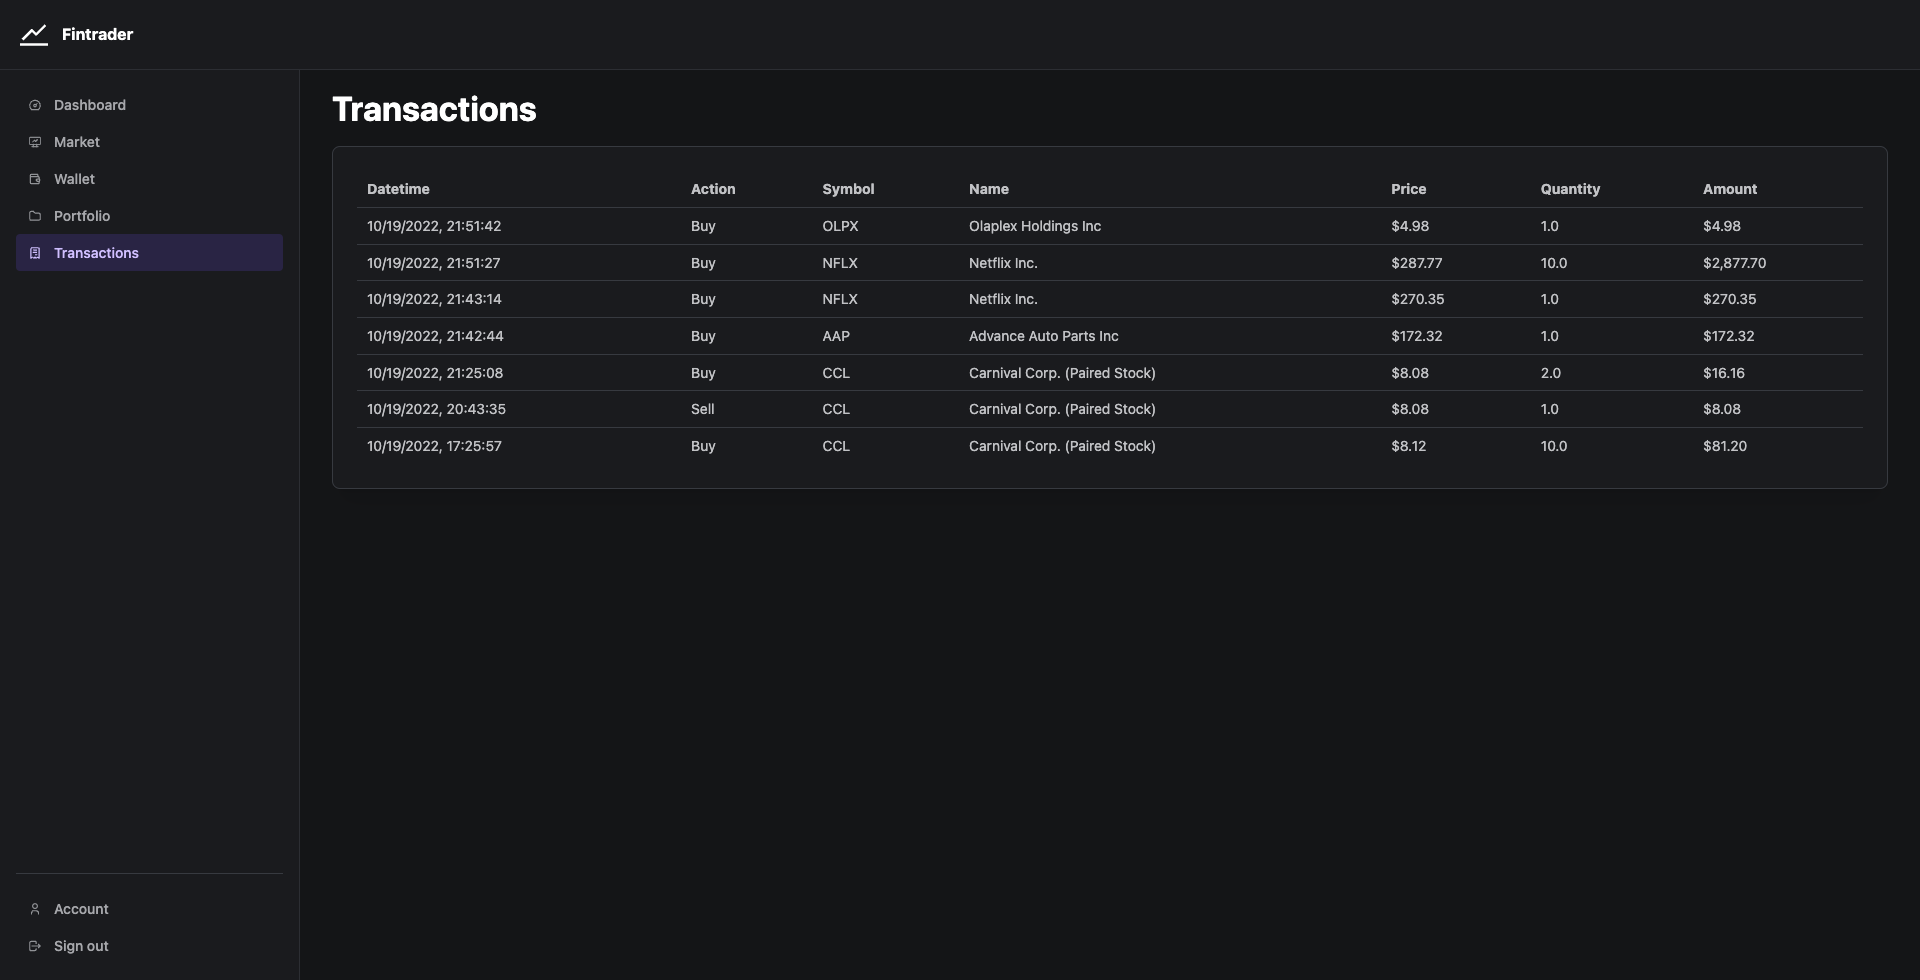 Fintrader
Dashboard
Market
Wallet
Portfolio
Transactions
Account
Sign out
Transactions
Datetime Action Symbol Name Price Quantity Amount
10/19/2022, 21:51:42 Buy OLPX Olaplex Holdings Inc $4.98 1.0 $4.98
10/19/2022, 21:51:27 Buy NFLX Netflix Inc. $287.77 10.0 $2,877.70
10/19/2022, 21:43:14 Buy NFLX Netflix Inc. $270.35 1.0 $270.35
10/19/2022, 21:42:44 Buy AAP Advance Auto Parts Inc $172.32 1.0 $172.32
10/19/2022, 21:25:08 Buy CCL Carnival Corp. (Paired Stock) $8.08 2.0 $16.16
10/19/2022, 20:43:35 Sell CCL Carnival Corp. (Paired Stock) $8.08 1.0 $8.08
10/19/2022, 17:25:57 Buy CCL Carnival Corp. (Paired Stock) $8.12 10.0 $81.20